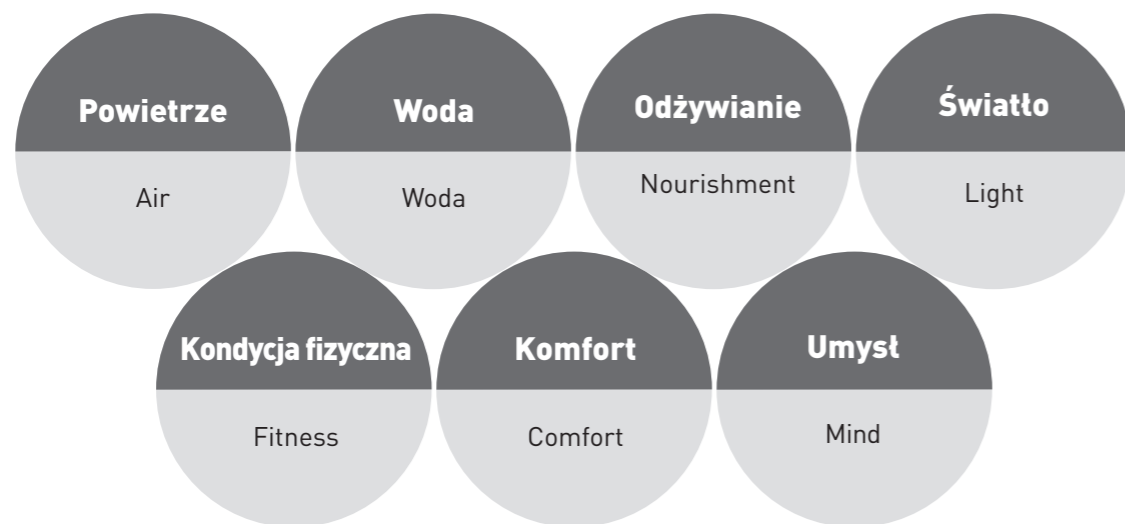 Powietrze
Air
Woda
Woda
Odżywianie
Nourishment
Światło
Light
Kondycja fizyczna
Fitness
Komfort
Comfort
Umysł
Mind